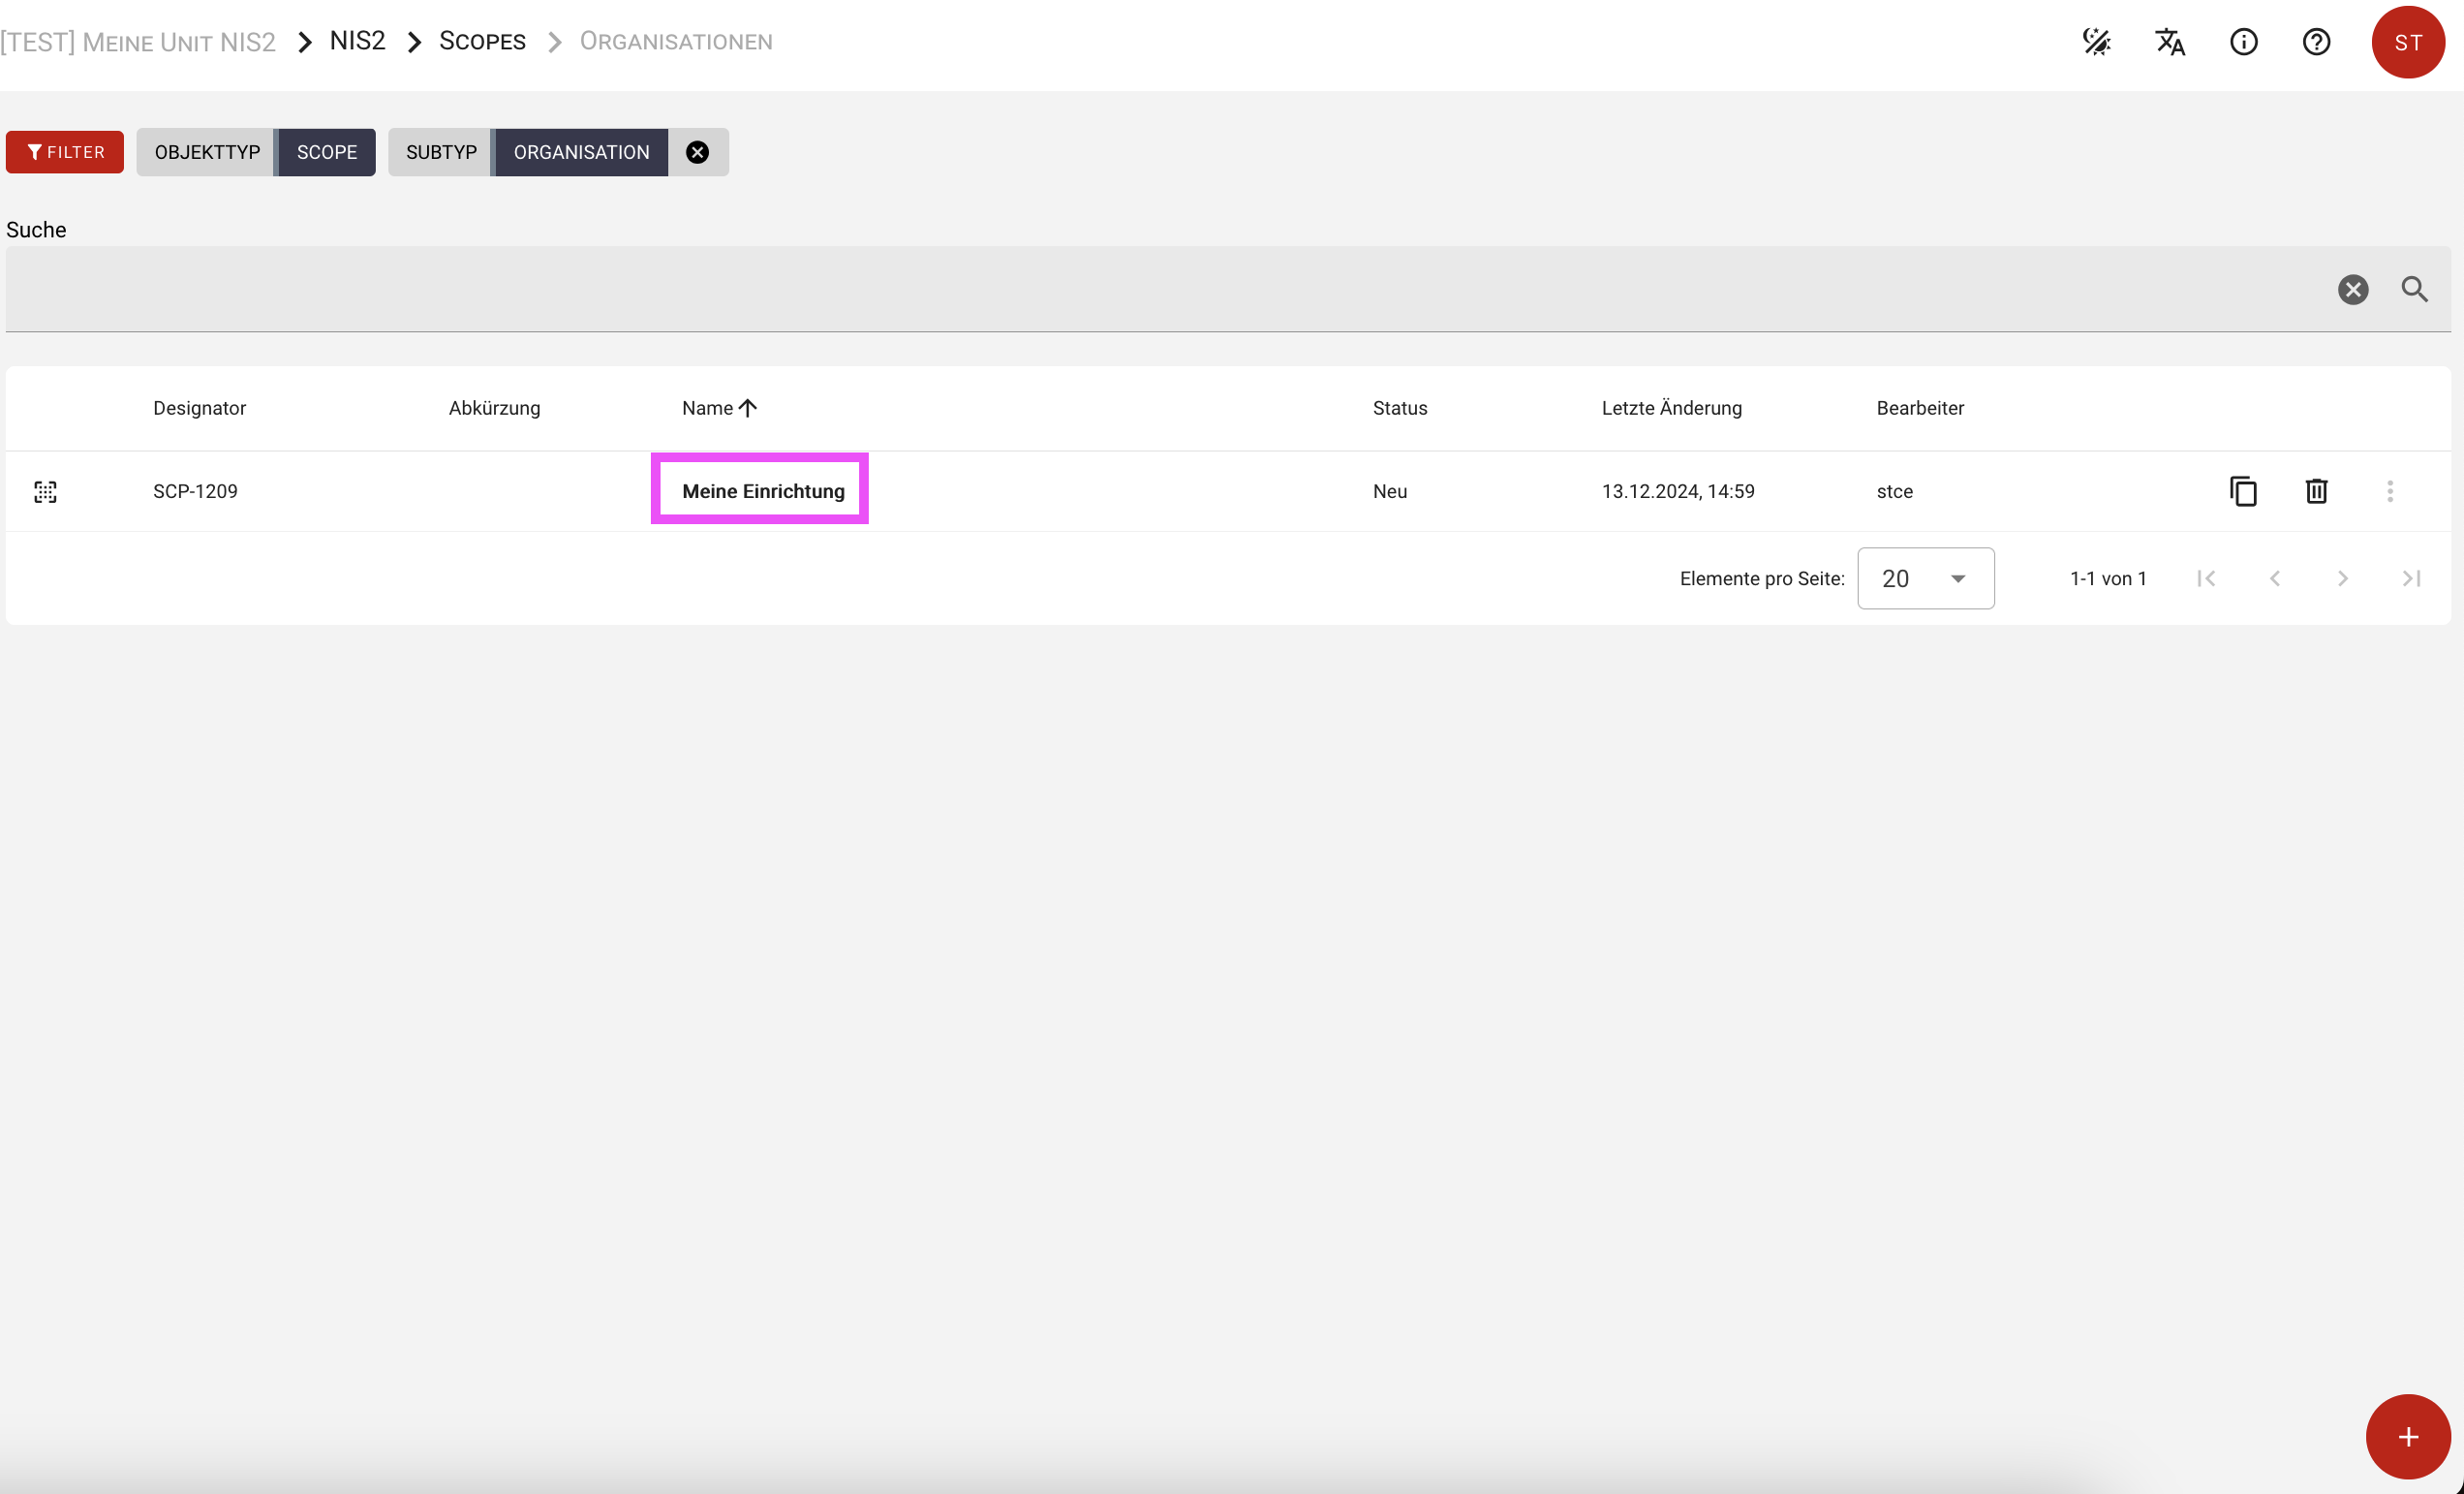 [TEST] Meine Unit NIS2 NIS2 Scopes Organisationen
ST
FILTER OBJEKTTYP SCOPE SUBTYP ORGANISATION
Suche
Designator Abkürzung Name Status Letzte Änderung Bearbeiter
SCP-1209 Meine Einrichtung Neu 13.12.2024, 14:59 stce
Elemente pro Seite: 20 1-1 von 1